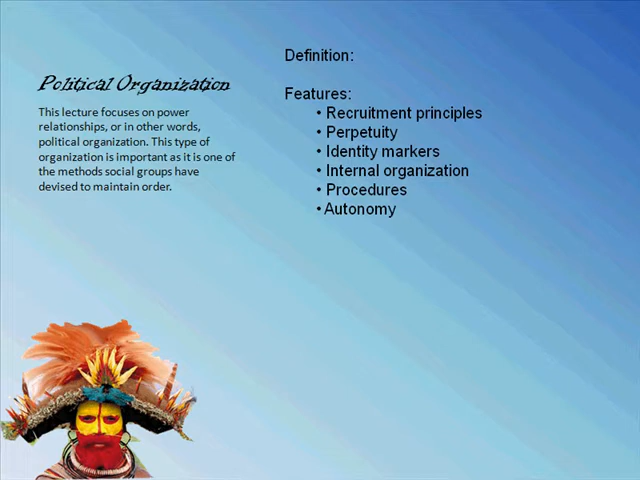 Political Organization
This lecture focuses on power
relationships, or in other words,
political organization. This type of
organization is important as it is one of
the methods social groups have
devised to maintain order.
Definition:
Features:
• Recruitment principles
• Perpetuity
• Identity markers
• Internal organization
• Procedures
• Autonomy